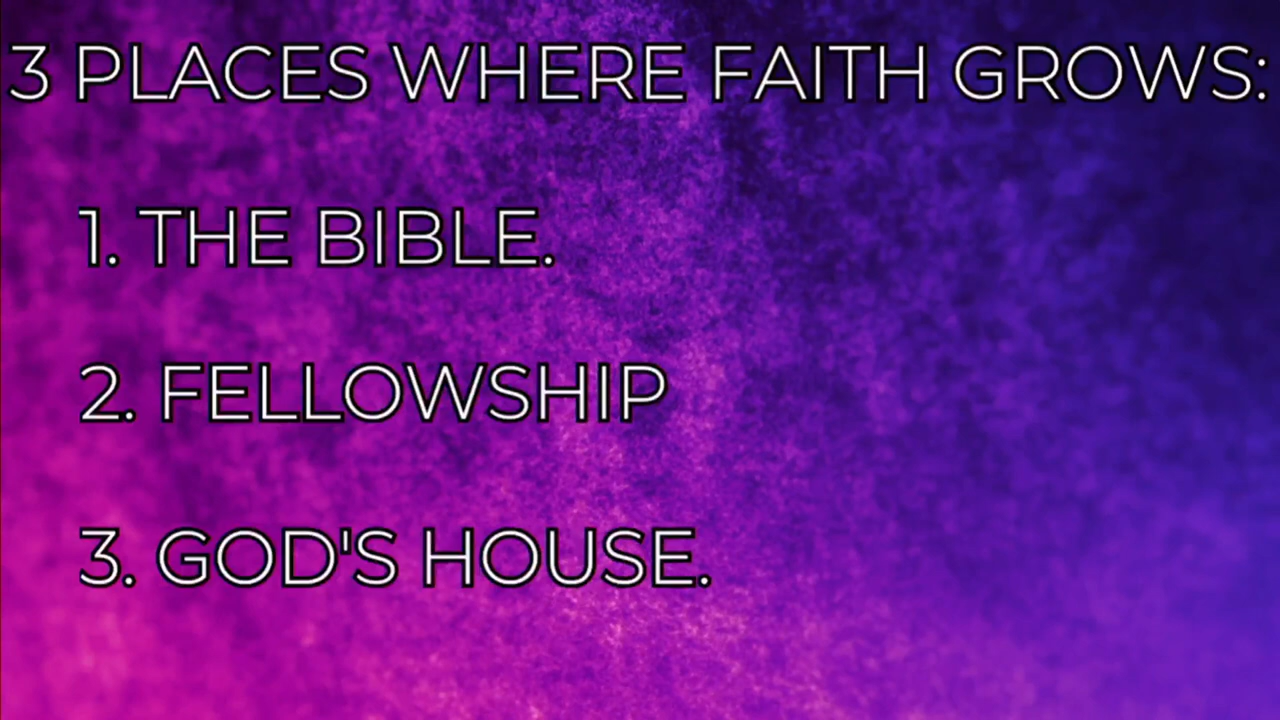 3 PLACES WHERE FAITH GROWS:
1. THE BIBLE.
2. FELLOWSHIP
3. GOD'S HOUSE.